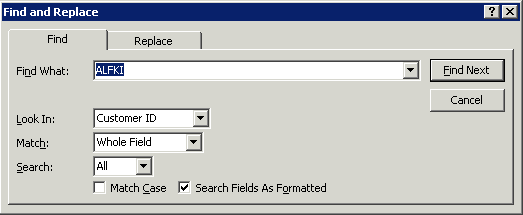 Find and Replace
Find Replace
Find What: ALFKI Find Next
Cancel
Look In: Customer ID
Match: Whole Field
Search: All
Match Case Search Fields As Formatted